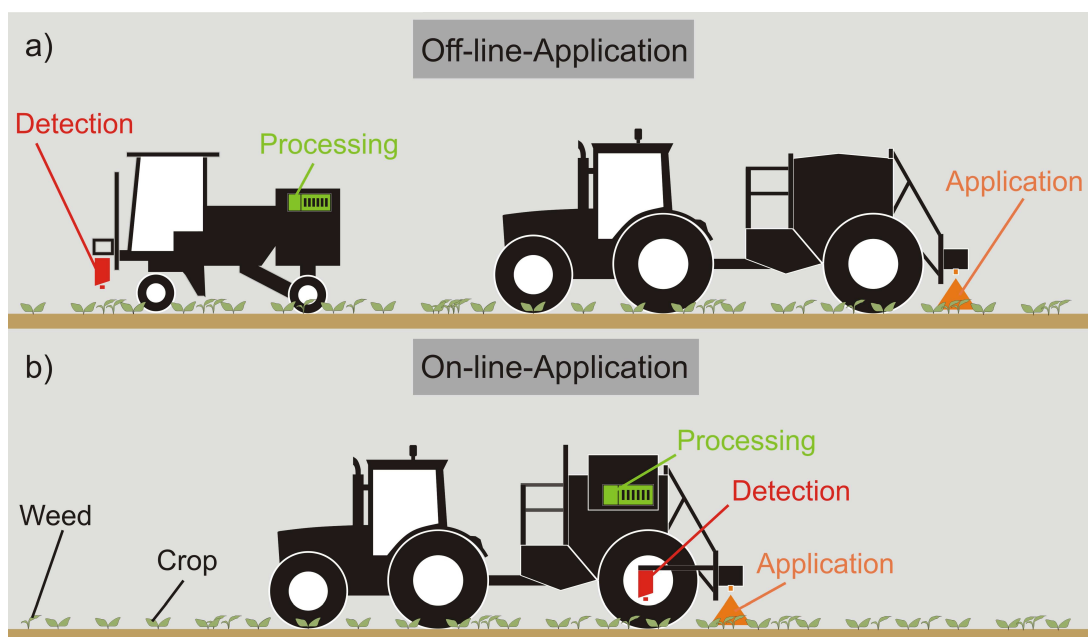 a)
Off-line-Application
Detection
Processing
Application
b)
On-line-Application
Processing
Detection
Weed
Crop
Application